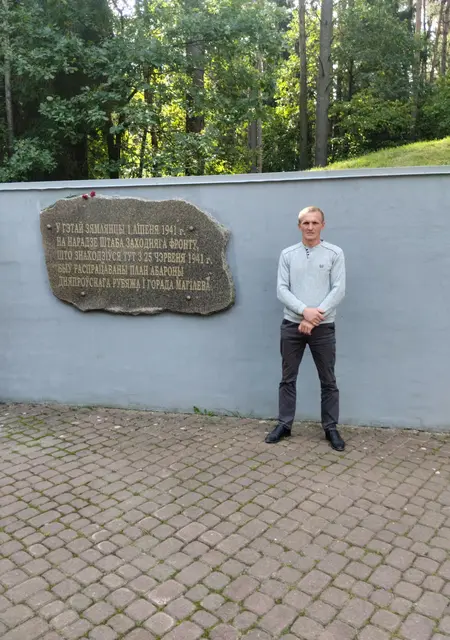 У ГЭТАЙ ЗЯМЛЯНЦЫ 1 ЛІПЕНЯ 1941 г.
НА НАРАДЗЕ ШТАБА ЗАХОДНЯГА ФРОНТУ,
ШТО ЗНАХОДЗІЎСЯ ТУТ З 25 ЧЭРВЕНЯ 1941 г.
БЫЎ РАСПРАЦАВАНЫ ПЛАН АБАРОНЫ
ДНЯПРОЎСКАГА РУБЯЖА І ГОРАДА МАГІЛЁВА